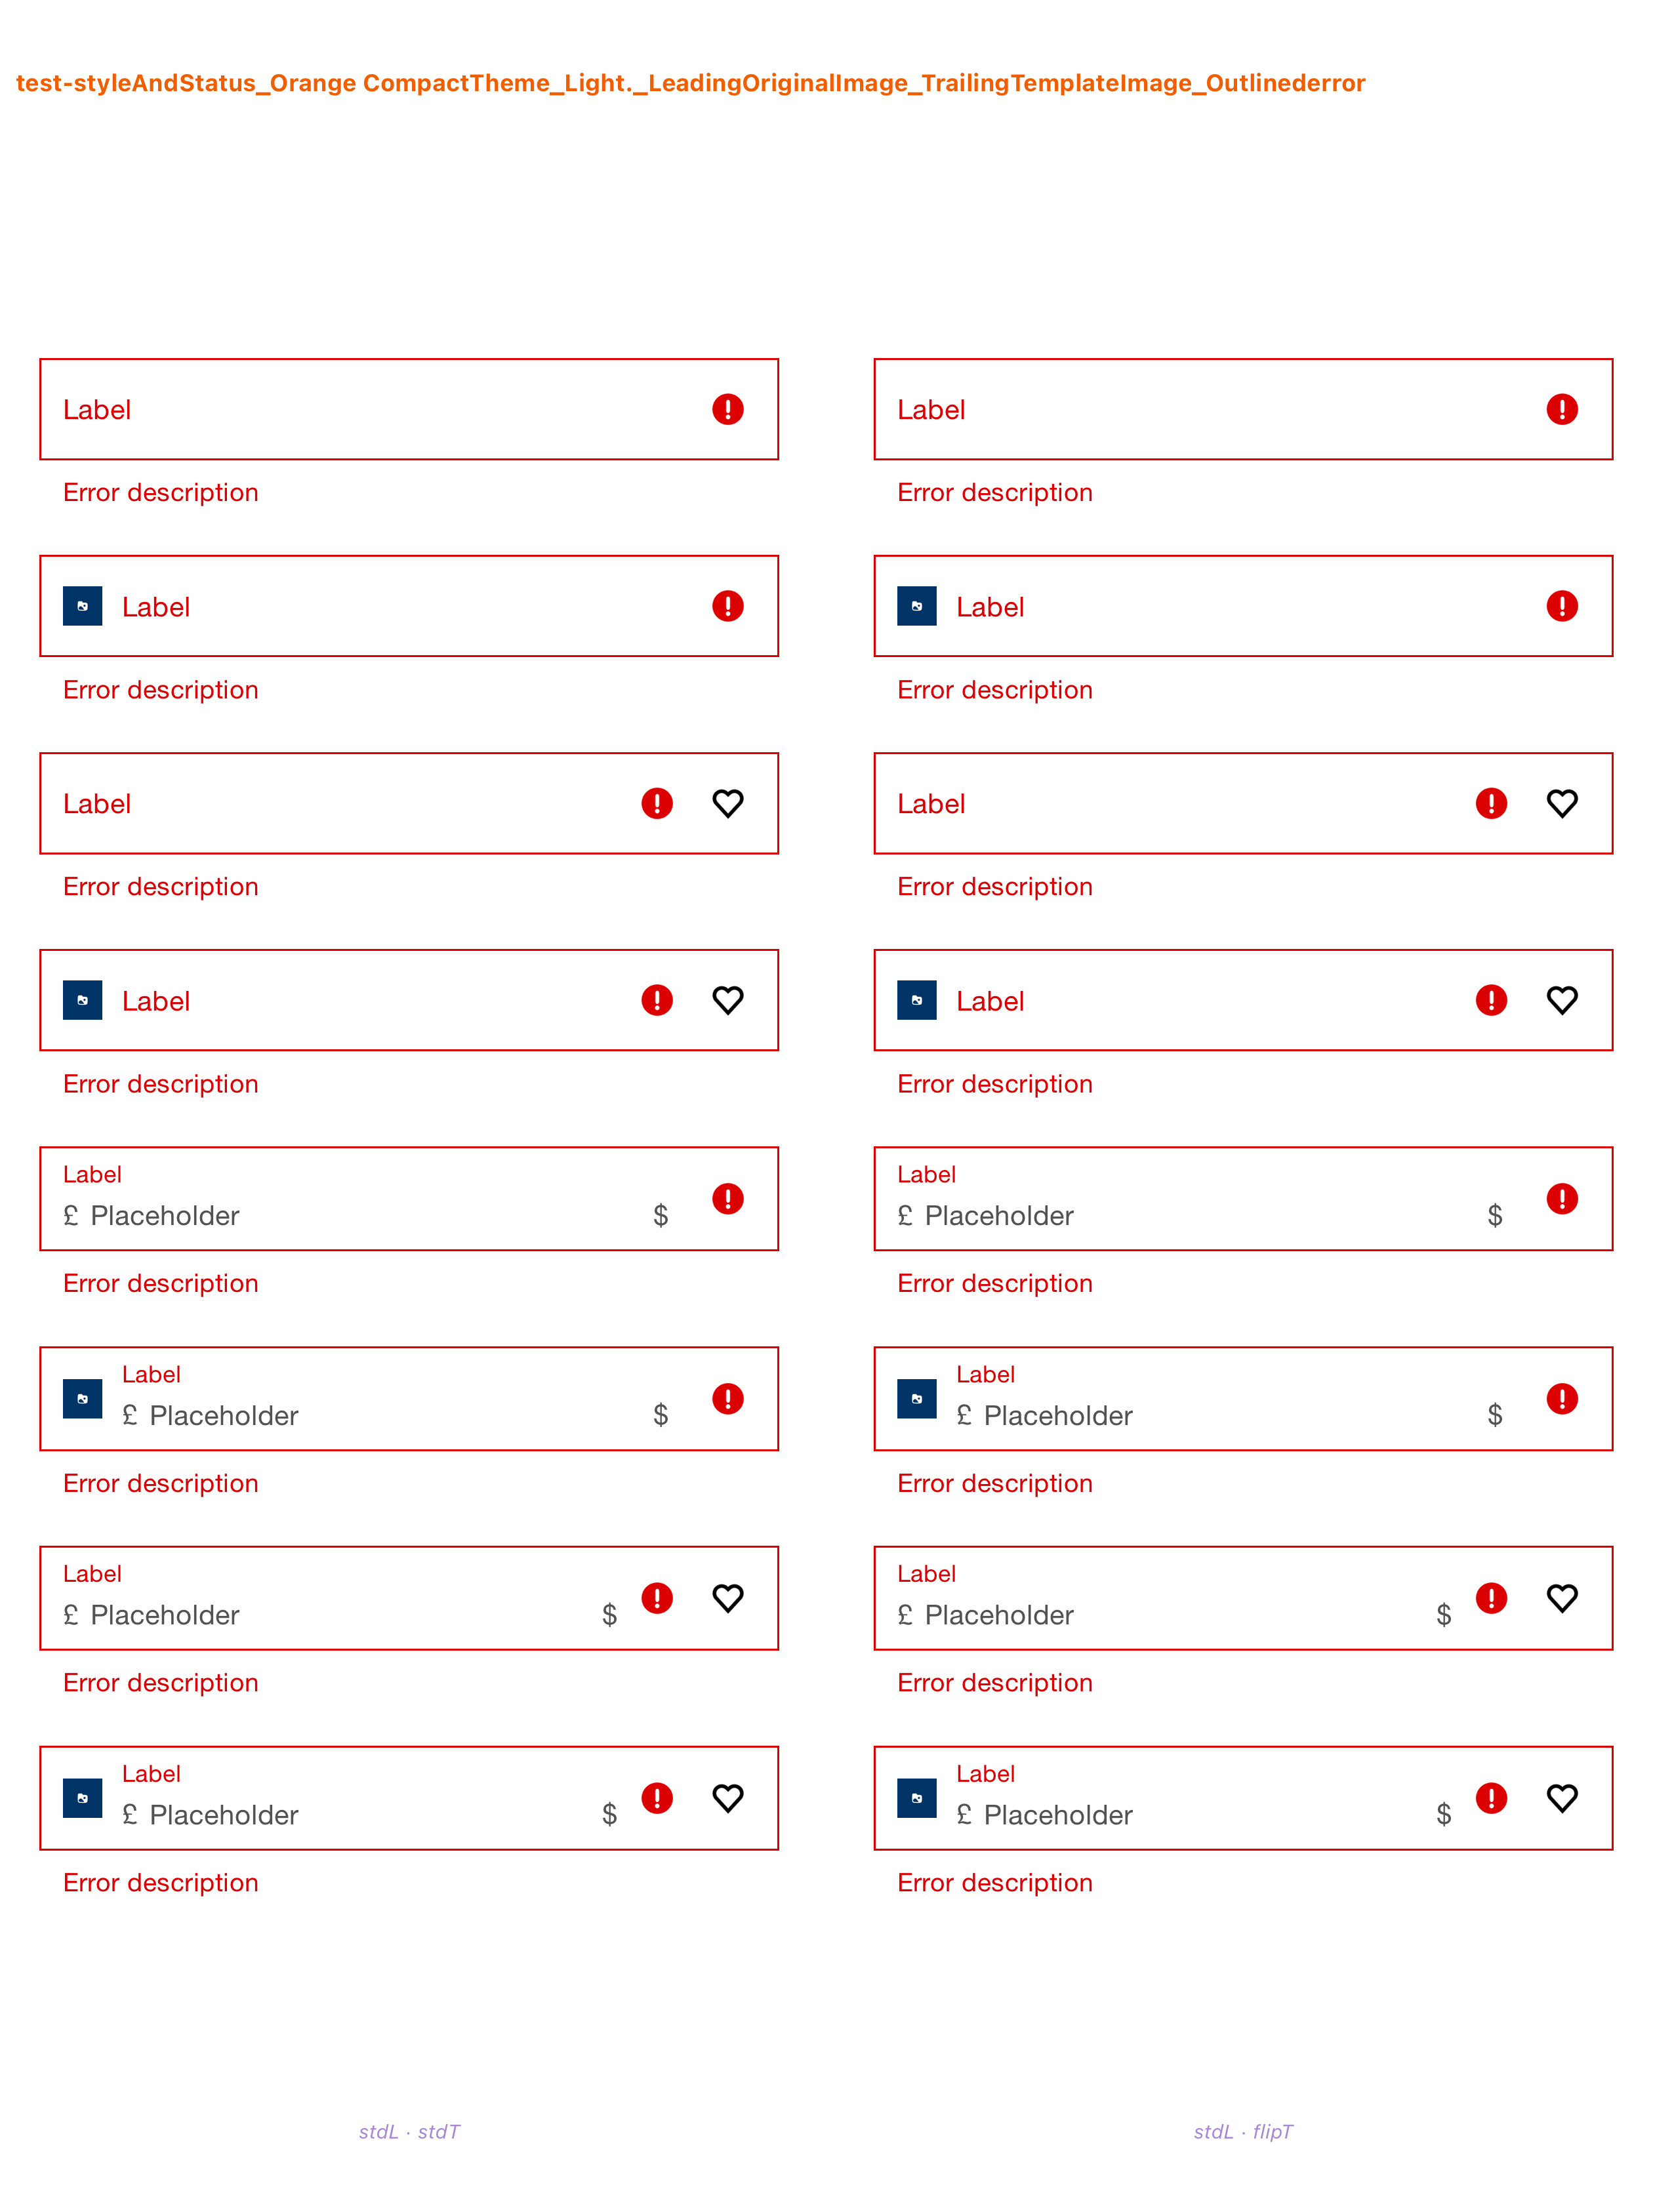 test-styleAndStatus_Orange CompactTheme_Light._LeadingOriginalImage_TrailingTemplateImage_Outlinederror
Label
Error description
Label
Error description
Label
Error description
Label
Error description
Label
£ Placeholder $
Error description
Label
£ Placeholder $
Error description
Label
£ Placeholder $
Error description
Label
£ Placeholder $
Error description
stdL · stdT
Label
Error description
Label
Error description
Label
Error description
Label
Error description
Label
£ Placeholder $
Error description
Label
£ Placeholder $
Error description
Label
£ Placeholder $
Error description
Label
£ Placeholder $
Error description
stdL · flipT